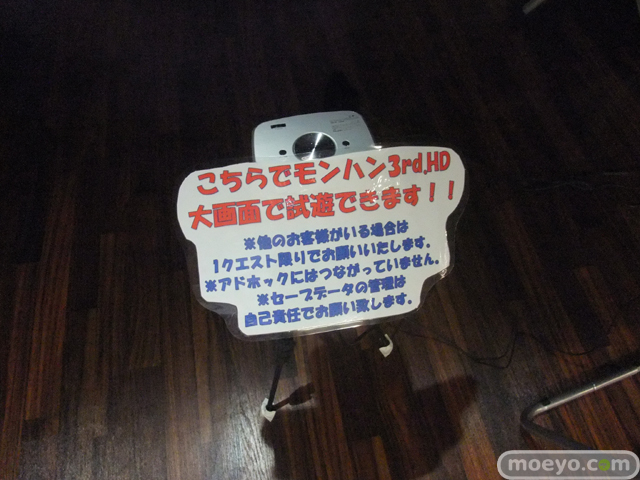 こちらでモンハン3rd.HD
大画面で試遊できます！！
※他のお客様がいる場合は
1クエスト限りでお願いいたします.
※アドホックにはつながっていません.
※セーブデータの管理は
自己責任でお願い致します.
moeyo.com